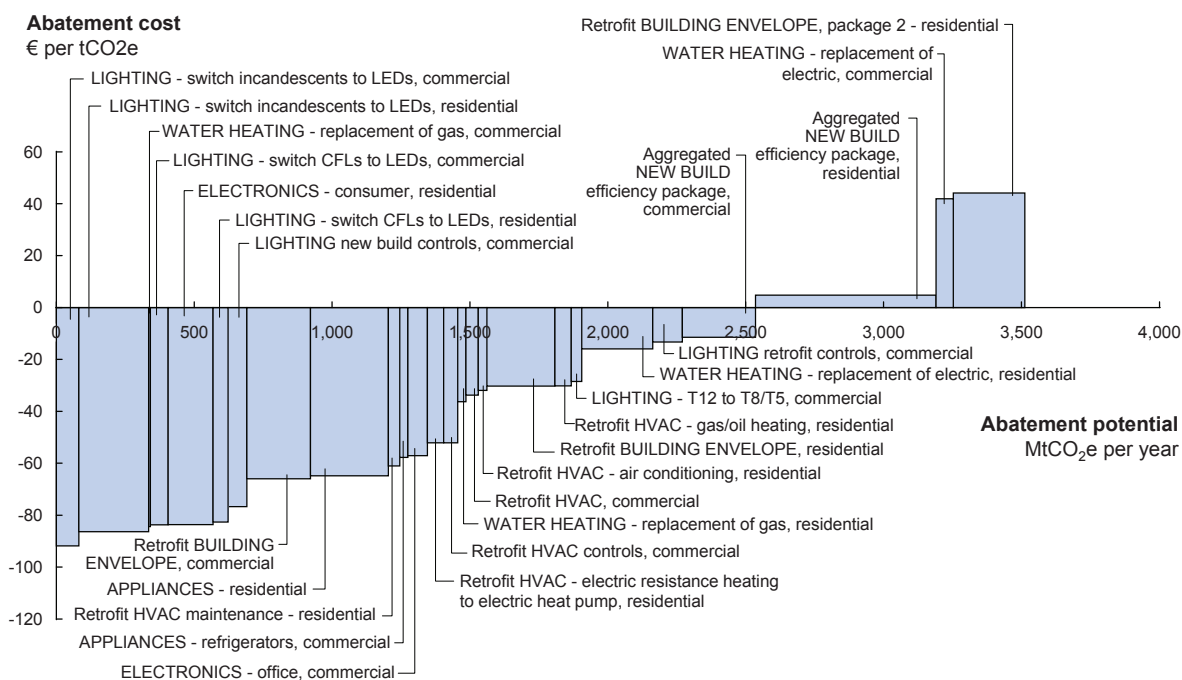 Abatement cost
€ per tCO2e
Retrofit BUILDING ENVELOPE, package 2 - residential
WATER HEATING - replacement of
electric, commercial
LIGHTING - switch incandescents to LEDs, commercial
LIGHTING - switch incandescents to LEDs, residential
WATER HEATING - replacement of gas, commercial
LIGHTING - switch CFLs to LEDs, commercial
ELECTRONICS - consumer, residential
LIGHTING - switch CFLs to LEDs, residential
LIGHTING new build controls, commercial
Aggregated
NEW BUILD
efficiency package,
commercial
Aggregated
NEW BUILD
efficiency package,
residential
60
40
20
0
-20
-40
-60
-80
-100
-120
0 500 1,000 1,500 2,000 2,500 3,000 3,500 4,000
LIGHTING retrofit controls, commercial
WATER HEATING - replacement of electric, residential
LIGHTING - T12 to T8/T5, commercial
Retrofit HVAC - gas/oil heating, residential
Retrofit BUILDING ENVELOPE, residential
Retrofit HVAC - air conditioning, residential
Retrofit HVAC, commercial
WATER HEATING - replacement of gas, residential
Retrofit HVAC controls, commercial
Retrofit HVAC - electric resistance heating
to electric heat pump, residential
Abatement potential
MtCO₂e per year
Retrofit BUILDING
ENVELOPE, commercial
APPLIANCES - residential
Retrofit HVAC maintenance - residential
APPLIANCES - refrigerators, commercial
ELECTRONICS - office, commercial